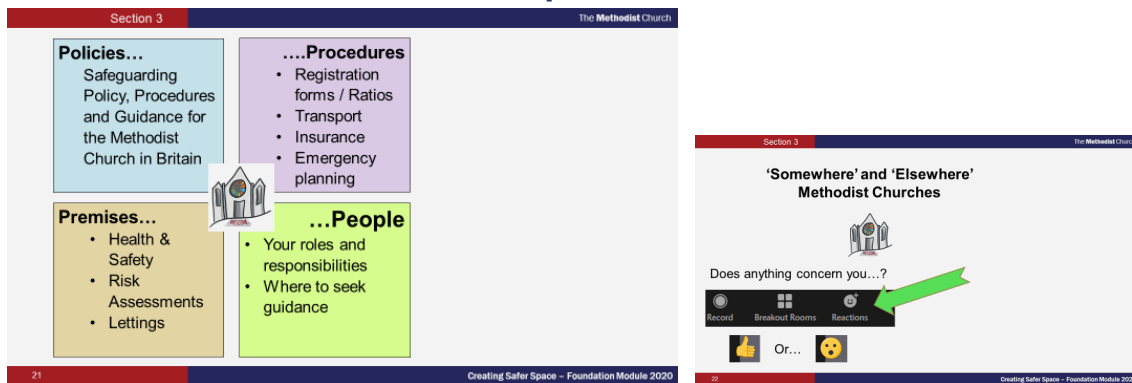 Section 3
The Methodist Church
Policies…
Safeguarding
Policy, Procedures
and Guidance for
the Methodist
Church in Britain
….Procedures
• Registration
forms / Ratios
• Transport
• Insurance
• Emergency
planning
Premises…
• Health &
Safety
• Risk
Assessments
• Lettings
…People
• Your roles and
responsibilities
• Where to seek
guidance
21
Creating Safer Space – Foundation Module 2020
Section 3
The Methodist Churc
‘Somewhere’ and ‘Elsewhere’
Methodist Churches
Does anything concern you…?
Record
Breakout Rooms
Reactions
Or…
22
Creating Safer Space – Foundation Module 202